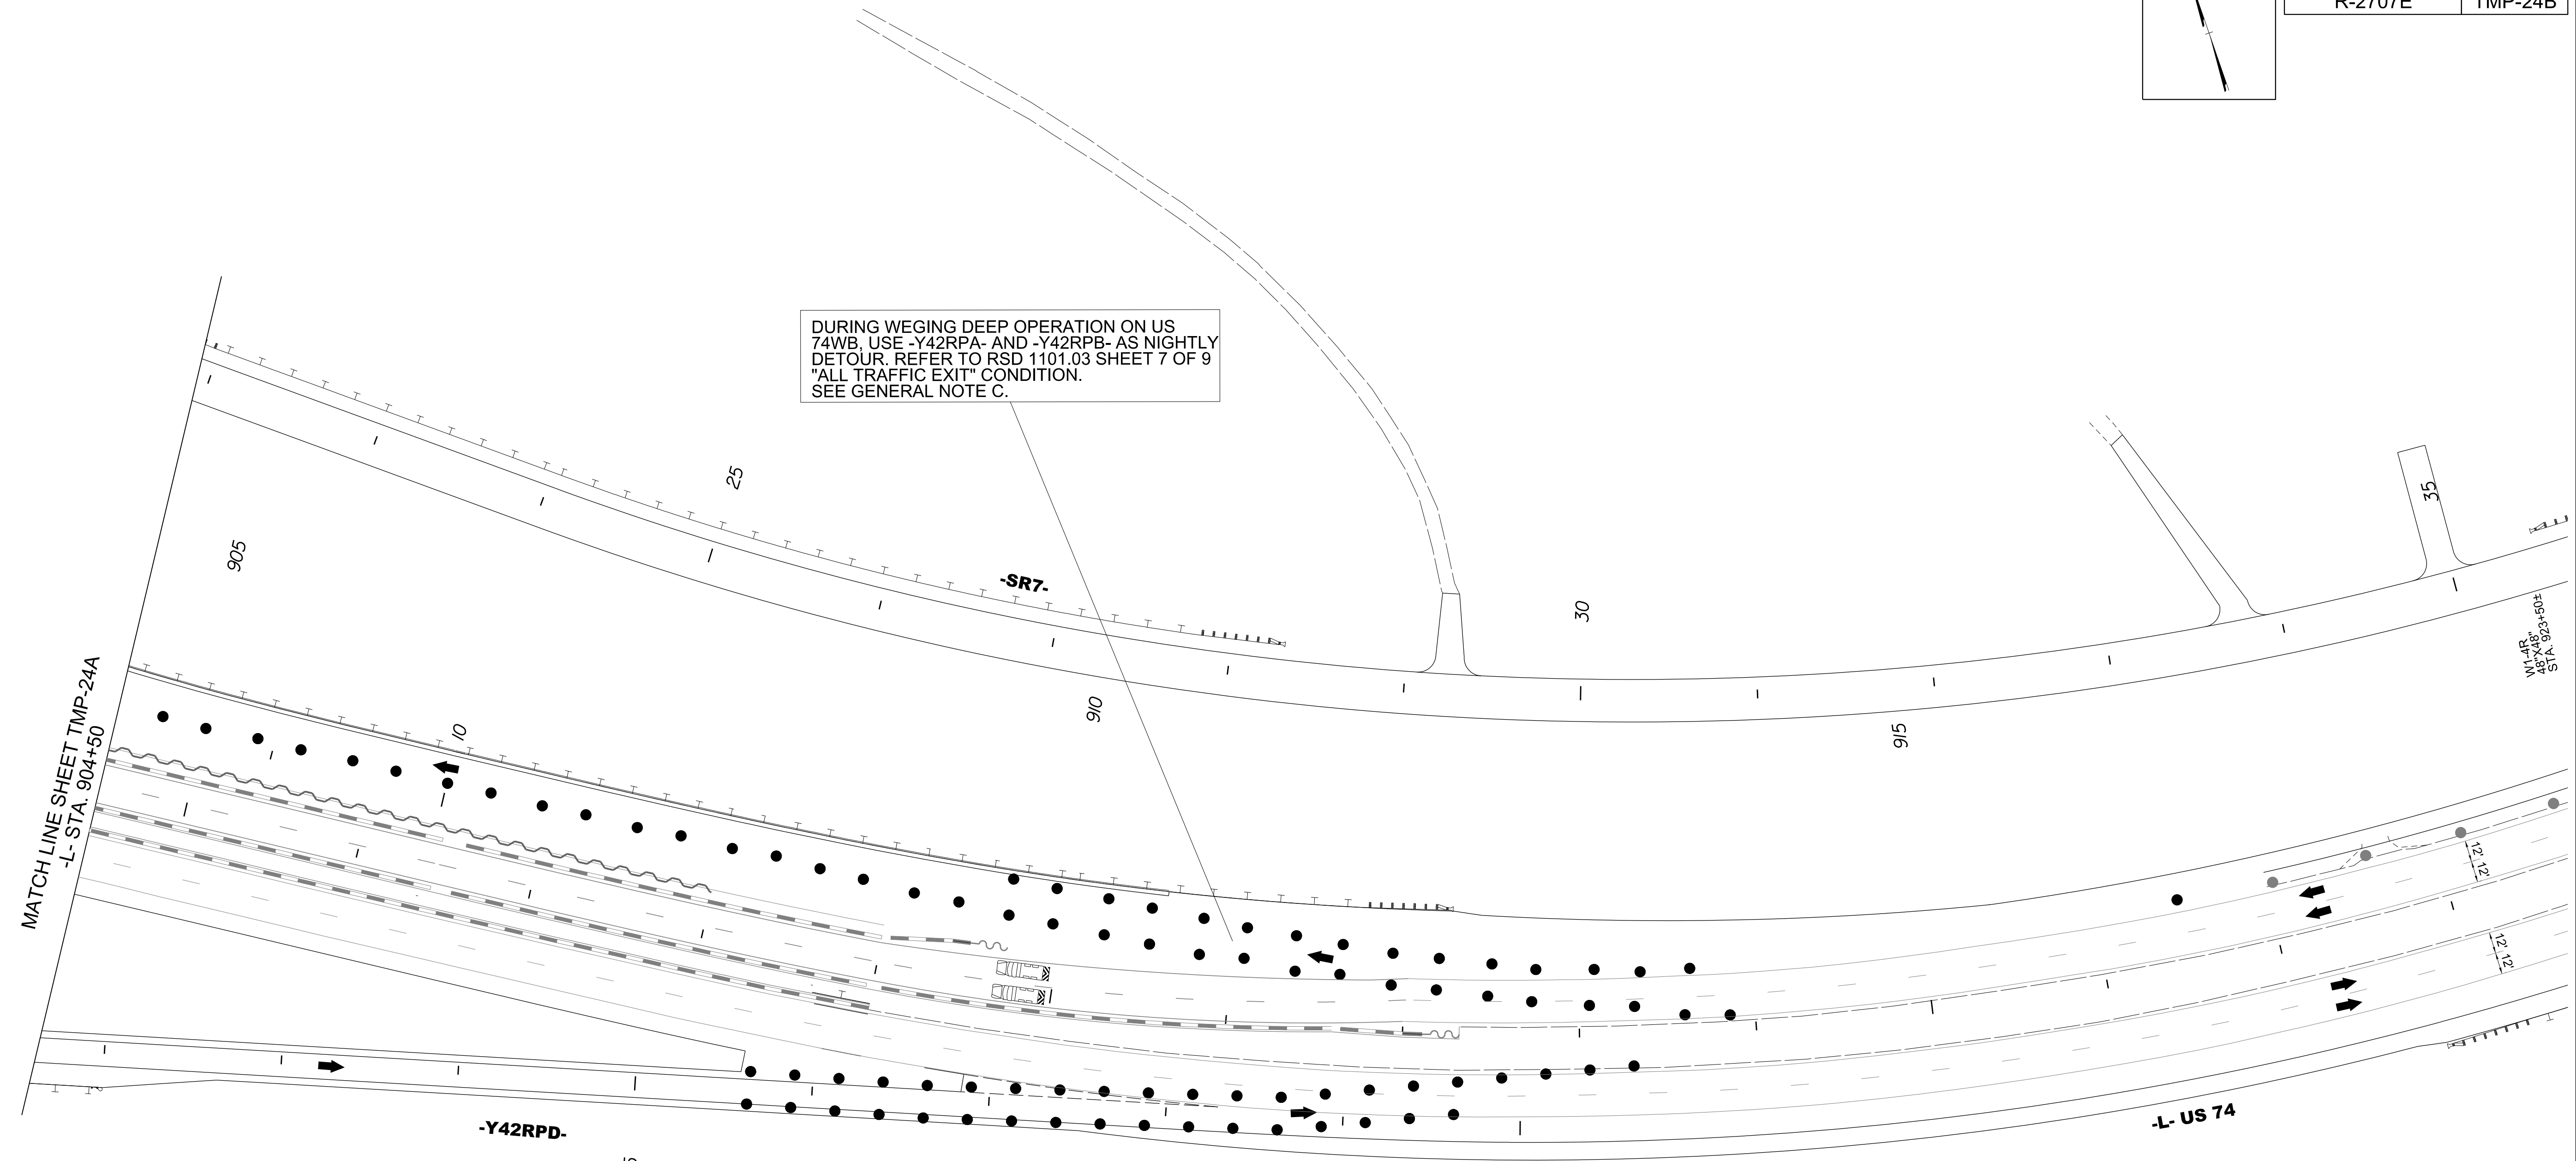 R-2707E
TMP-24B
DURING WEGING DEEP OPERATION ON US
74WB, USE -Y42RPA- AND -Y42RPB- AS NIGHTLY
DETOUR. REFER TO RSD 1101.03 SHEET 7 OF 9
"ALL TRAFFIC EXIT" CONDITION.
SEE GENERAL NOTE C.
25
35
905
-SR7-
30
W1-4R
48"X48"
STA. 923+50±
910
10
915
MATCH LINE SHEET TMP-24A
-L- STA. 904+50
12' 12'
12' 12'
-Y42RPD-
-L- US 74